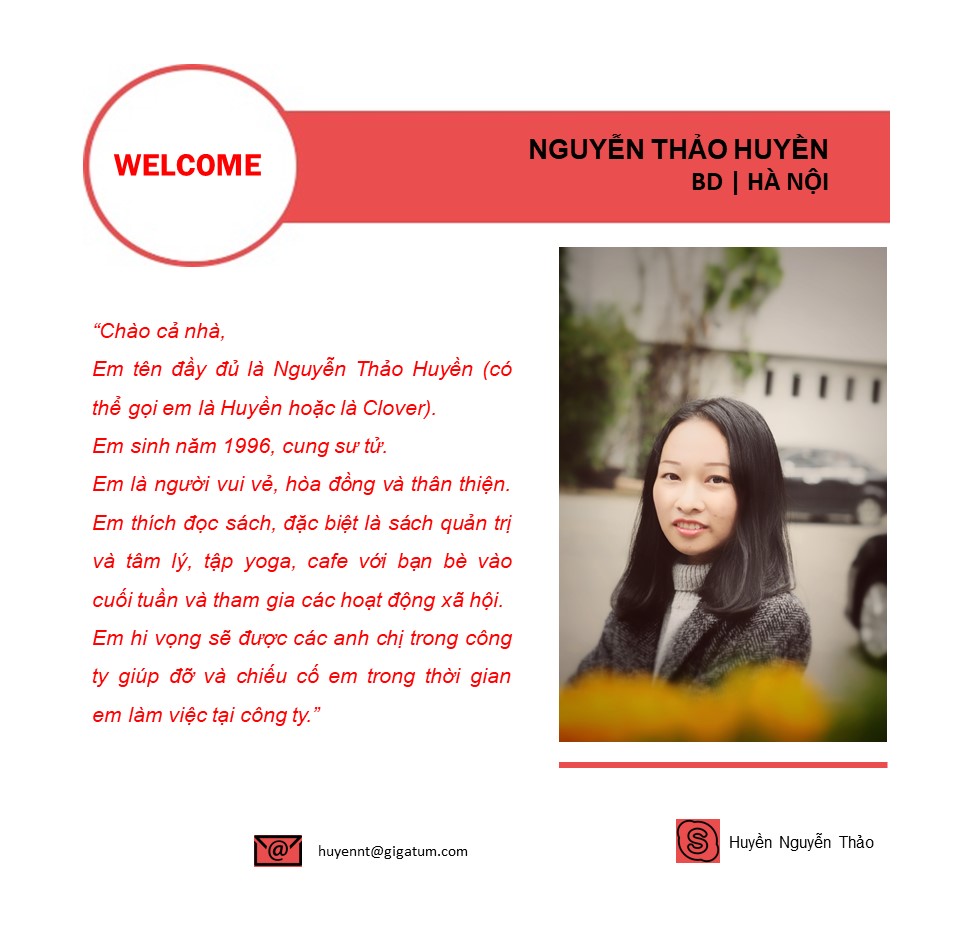 WELCOME
NGUYỄN THẢO HUYỀN
BD | HÀ NỘI
“Chào cả nhà,
Em tên đầy đủ là Nguyễn Thảo Huyền (có
thể gọi em là Huyền hoặc là Clover).
Em sinh năm 1996, cung sư tử.
Em là người vui vẻ, hòa đồng và thân thiện.
Em thích đọc sách, đặc biệt là sách quản trị
và tâm lý, tập yoga, cafe với bạn bè vào
cuối tuần và tham gia các hoạt động xã hội.
Em hi vọng sẽ được các anh chị trong công
ty giúp đỡ và chiếu cố em trong thời gian
em làm việc tại công ty.”
huyennt@gigatum.com
Huyền Nguyễn Thảo